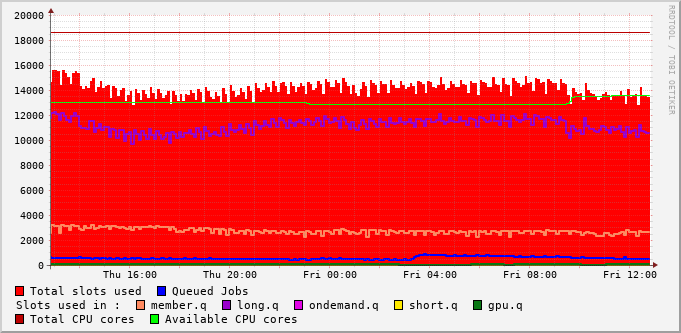 20000
18000
16000
14000
12000
10000
8000
6000
4000
2000
0
Thu 16:00 Thu 20:00 Fri 00:00 Fri 04:00 Fri 08:00 Fri 12:00
RRDTOOL / TOBI OETIKER
Total slots used Queued Jobs
Slots used in : member.q long.q ondemand.q short.q gpu.q
Total CPU cores Available CPU cores